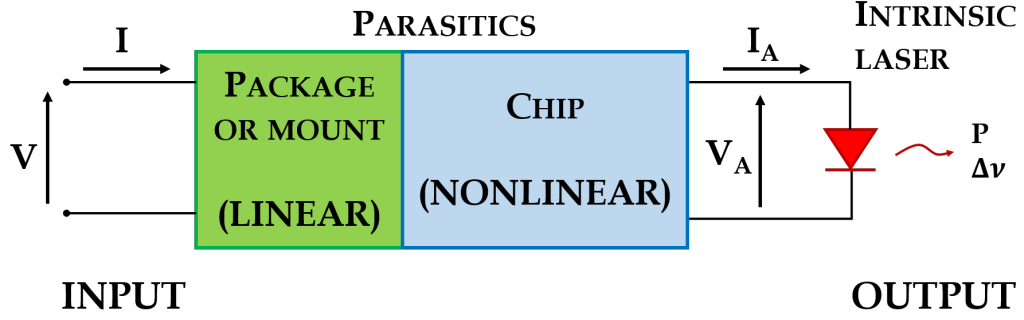 PARASITICS
INTRINSIC
LASER
I
I_A
PACKAGE
OR MOUNT
(LINEAR)
CHIP
(NONLINEAR)
V
V_A
P
Δν
INPUT
OUTPUT